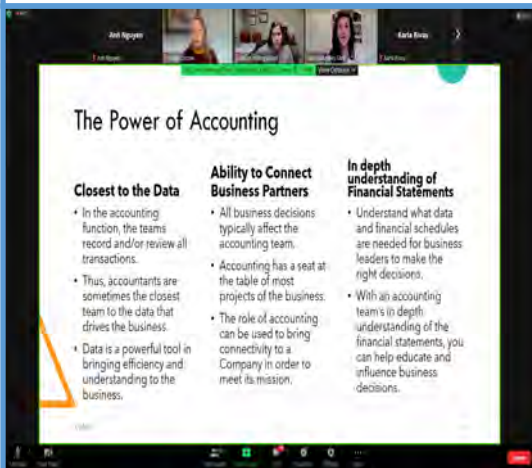 Anh Nguyen
Karla Rivas
The Power of Accounting
Closest to the Data
• In the accounting
function, the teams
record and/or review all
transactions.
• Thus, accountants are
sometimes the closest
team to the data that
drives the business.
• Data is a powerful tool in
bringing efficiency and
understanding to the
business.
Ability to Connect
Business Partners
• All business decisions
typically affect the
accounting team.
• Accounting has a seat at
the table of most
projects of the business.
• The role of accounting
can be used to bring
connectivity to a
Company in order to
meet its mission.
In depth
understanding of
Financial Statements
• Understand what data
and financial schedules
are needed for business
leaders to make the
right decisions.
• With an accounting
team's in depth
understanding of the
financial statements, you
can help educate and
influence business
decisions.